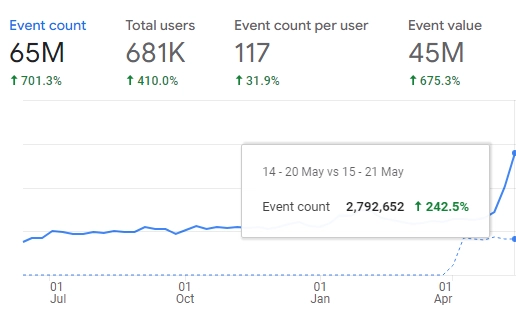 Event count Total users Event count per user Event value
65M 681K 117 45M
↑ 701.3% ↑ 410.0% ↑ 31.9% ↑ 675.3%
14 - 20 May vs 15 - 21 May
Event count 2,792,652 ↑ 242.5%
01 01 01 01
Jul Oct Jan Apr